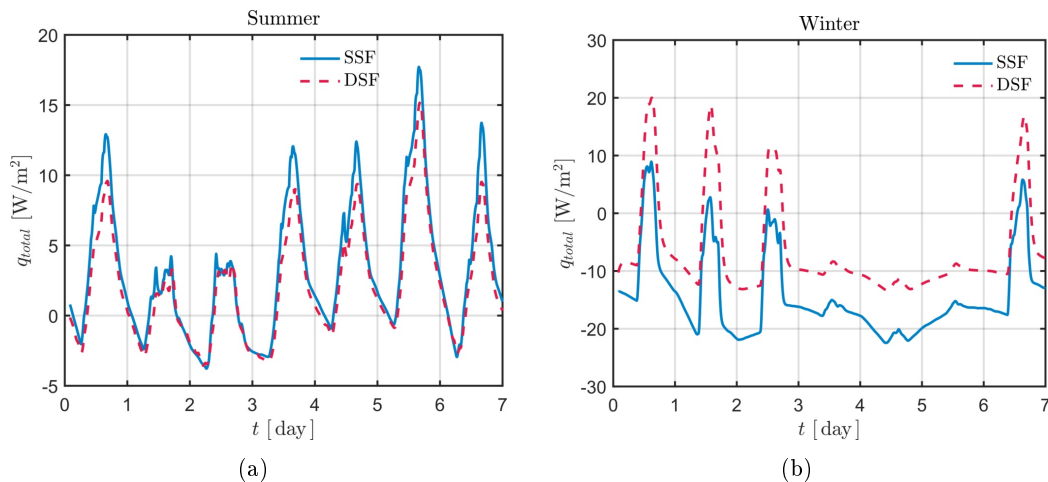 Summer
20
15
10
5
0
-5
q_total [W/m²]
SSF
DSF
0 1 2 3 4 5 6 7
t [day]
(a)
Winter
30
20
10
0
-10
-20
-30
q_total [W/m²]
SSF
DSF
0 1 2 3 4 5 6 7
t [day]
(b)